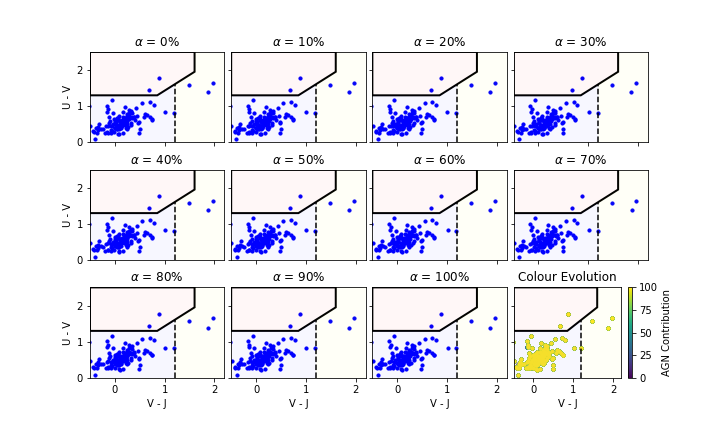 α = 0% α = 10% α = 20% α = 30%
2
1
0
U - V
α = 40% α = 50% α = 60% α = 70%
2
1
0
U - V
α = 80% α = 90% α = 100% Colour Evolution
2
1
0
U - V
0 1 2 0 1 2 0 1 2 0 1 2
V - J V - J V - J V - J
100
75
50
25
0
AGN Contribution